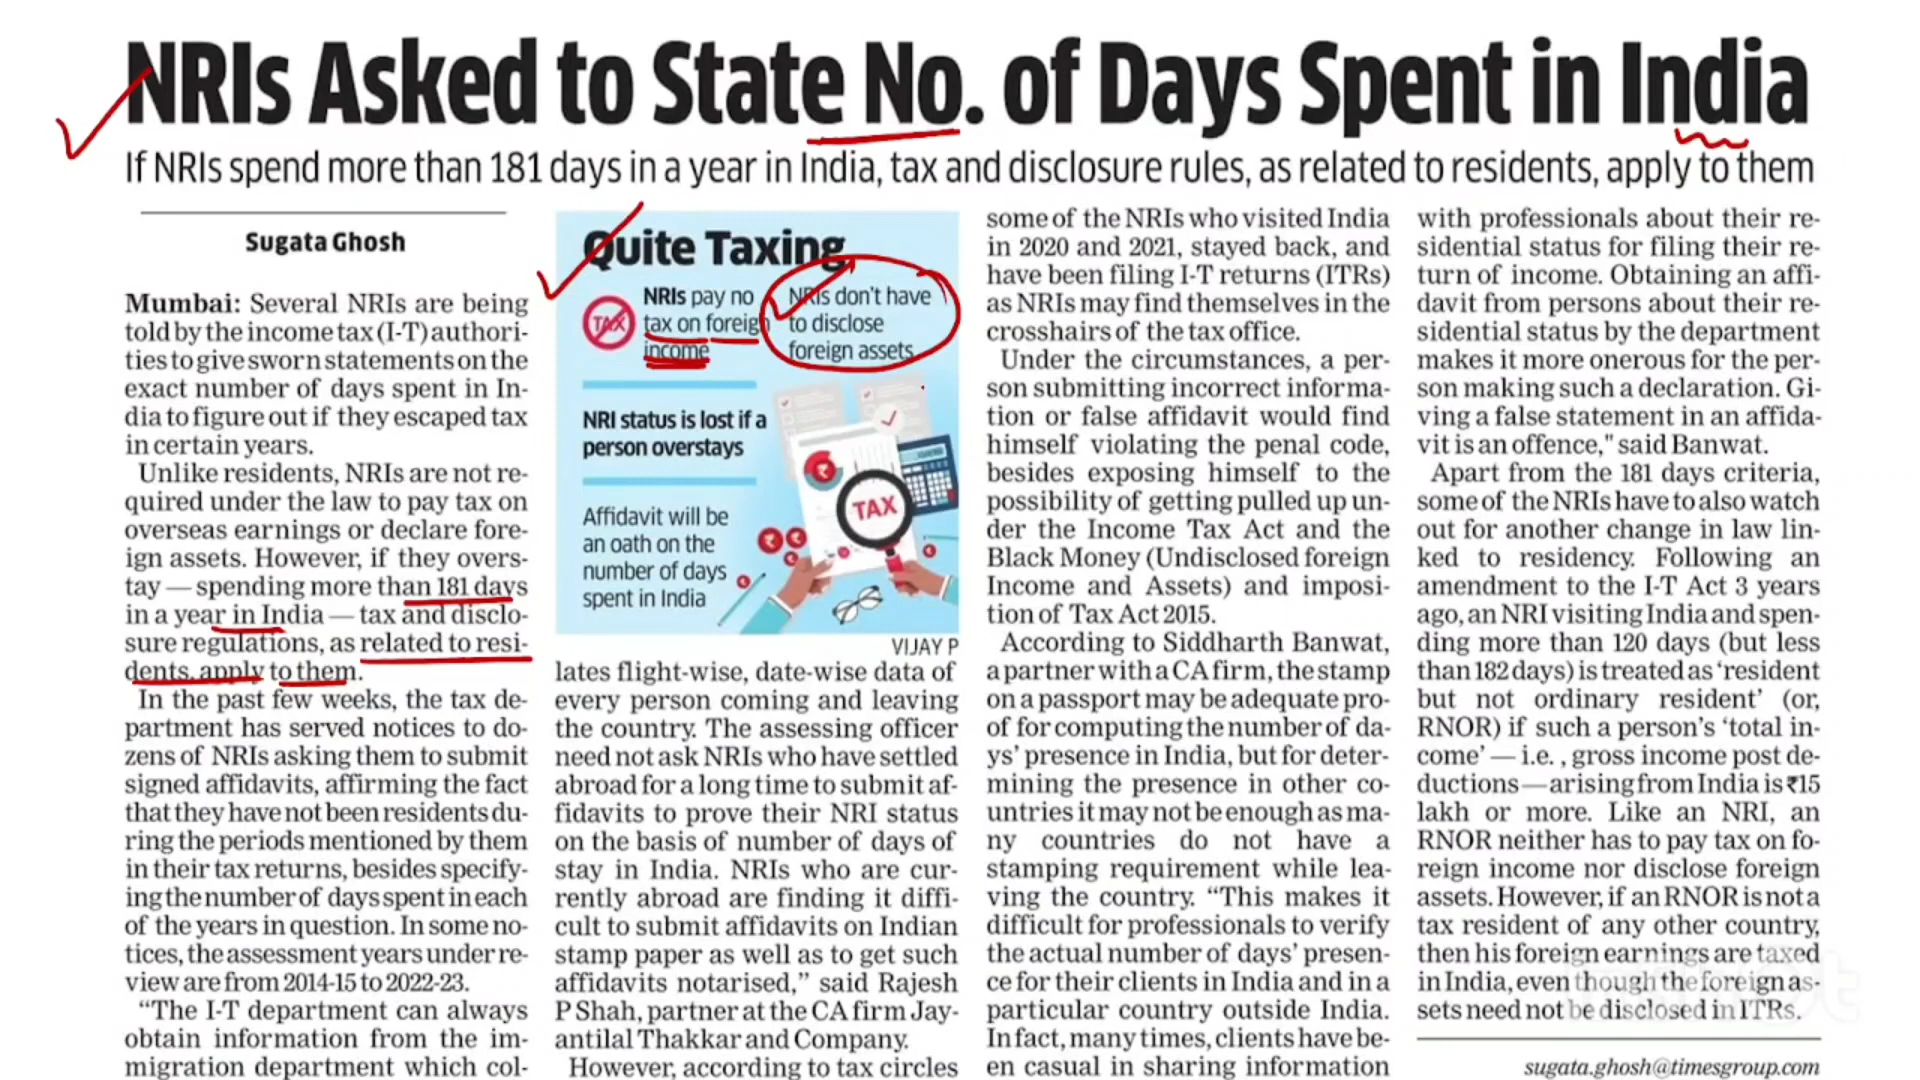 NRIs Asked to State No. of Days Spent in India
If NRIs spend more than 181 days in a year in India, tax and disclosure rules, as related to residents, apply to them
Sugata Ghosh
Mumbai: Several NRIs are being
told by the income tax (I-T) authori-
ties to give sworn statements on the
exact number of days spent in In-
dia to figure out if they escaped tax
in certain years.
Unlike residents, NRIs are not re-
quired under the law to pay tax on
overseas earnings or declare fore-
ign assets. However, if they overs-
tay — spending more than 181 days
in a year in India — tax and disclo-
sure regulations, as related to resi-
dents, apply to them.
In the past few weeks, the tax de-
partment has served notices to do-
zens of NRIs asking them to submit
signed affidavits, affirming the fact
that they have not been residents du-
ring the periods mentioned by them
in their tax returns, besides specify-
ing the number of days spent in each
of the years in question. In some no-
tices, the assessment years under re-
view are from 2014-15 to 2022-23.
"The I-T department can always
obtain information from the im-
migration department which col-
Quite Taxing
TAX
NRIs pay no
tax on foreign
income
NRIs don't have
to disclose
foreign assets
NRI status is lost if a
person overstays
Affidavit will be
an oath on the
number of days
spent in India
TAX
VIJAY P
lates flight-wise, date-wise data of
every person coming and leaving
the country. The assessing officer
need not ask NRIs who have settled
abroad for a long time to submit af-
fidavits to prove their NRI status
on the basis of number of days of
stay in India. NRIs who are cur-
rently abroad are finding it diffi-
cult to submit affidavits on Indian
stamp paper as well as to get such
affidavits notarised," said Rajesh
P Shah, partner at the CA firm Jay-
antilal Thakkar and Company.
However, according to tax circles
some of the NRIs who visited India
in 2020 and 2021, stayed back, and
have been filing I-T returns (ITRs)
as NRIs may find themselves in the
crosshairs of the tax office.
Under the circumstances, a per-
son submitting incorrect informa-
tion or false affidavit would find
himself violating the penal code,
besides exposing himself to the
possibility of getting pulled up un-
der the Income Tax Act and the
Black Money (Undisclosed foreign
Income and Assets) and imposi-
tion of Tax Act 2015.
According to Siddharth Banwat,
a partner with a CA firm, the stamp
on a passport may be adequate pro-
of for computing the number of da-
ys' presence in India, but for deter-
mining the presence in other co-
untries it may not be enough as ma-
ny countries do not have a
stamping requirement while lea-
ving the country. "This makes it
difficult for professionals to verify
the actual number of days' presen-
ce for their clients in India and in a
particular country outside India.
In fact, many times, clients have be-
en casual in sharing information
with professionals about their re-
sidential status for filing their re-
turn of income. Obtaining an affi-
davit from persons about their re-
sidential status by the department
makes it more onerous for the per-
son making such a declaration. Gi-
ving a false statement in an affida-
vit is an offence," said Banwat.
Apart from the 181 days criteria,
some of the NRIs have to also watch
out for another change in law lin-
ked to residency. Following an
amendment to the I-T Act 3 years
ago, an NRI visiting India and spen-
ding more than 120 days (but less
than 182 days) is treated as 'resident
but not ordinary resident' (or,
RNOR) if such a person's 'total in-
come' — i.e. , gross income post de-
ductions—arising from India is ₹15
lakh or more. Like an NRI, an
RNOR neither has to pay tax on fo-
reign income nor disclose foreign
assets. However, if an RNOR is not a
tax resident of any other country,
then his foreign earnings are taxed
in India, even though the foreign as-
sets need not be disclosed in ITRs.
sugata.ghosh@timesgroup.com